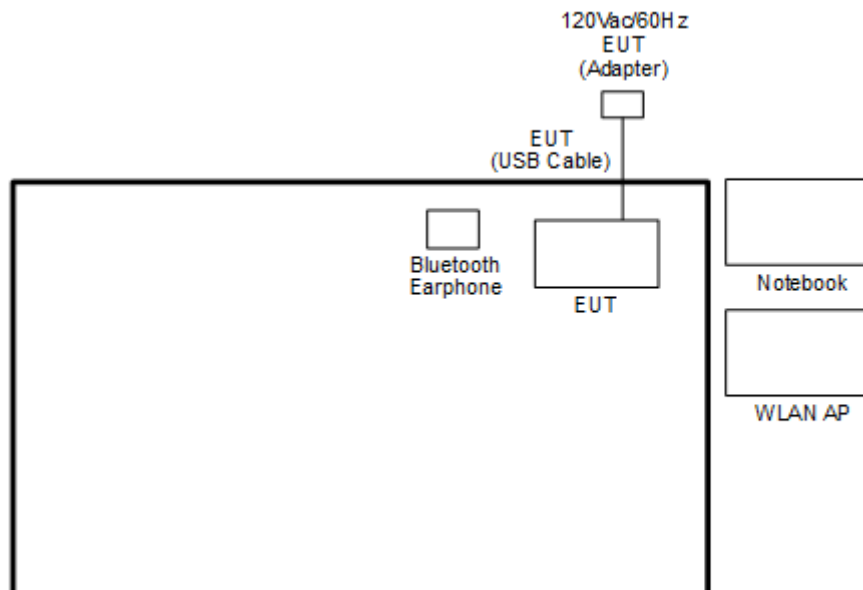 120Vac/60Hz
EUT
(Adapter)
EUT
(USB Cable)
Bluetooth
Earphone
EUT
Notebook
WLAN AP